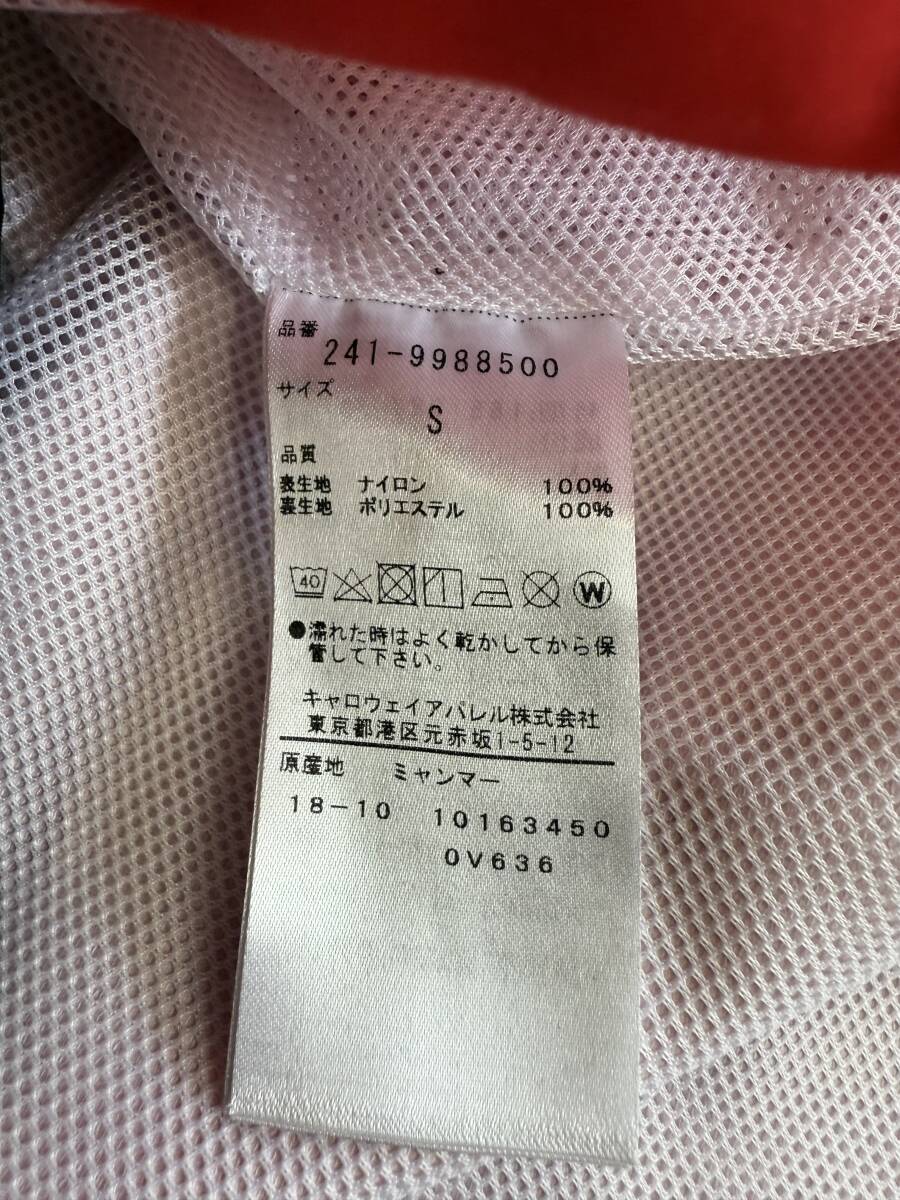 品番
241-9988500
サイズ
S
品質
表生地 ナイロン 100%
裏生地 ポリエステル 100%
40 W
●濡れた時はよく乾かしてから保
管して下さい。
キャロウェイアパレル株式会社
東京都港区元赤坂1-5-12
原産地 ミャンマー
18-10 10163450
0V636